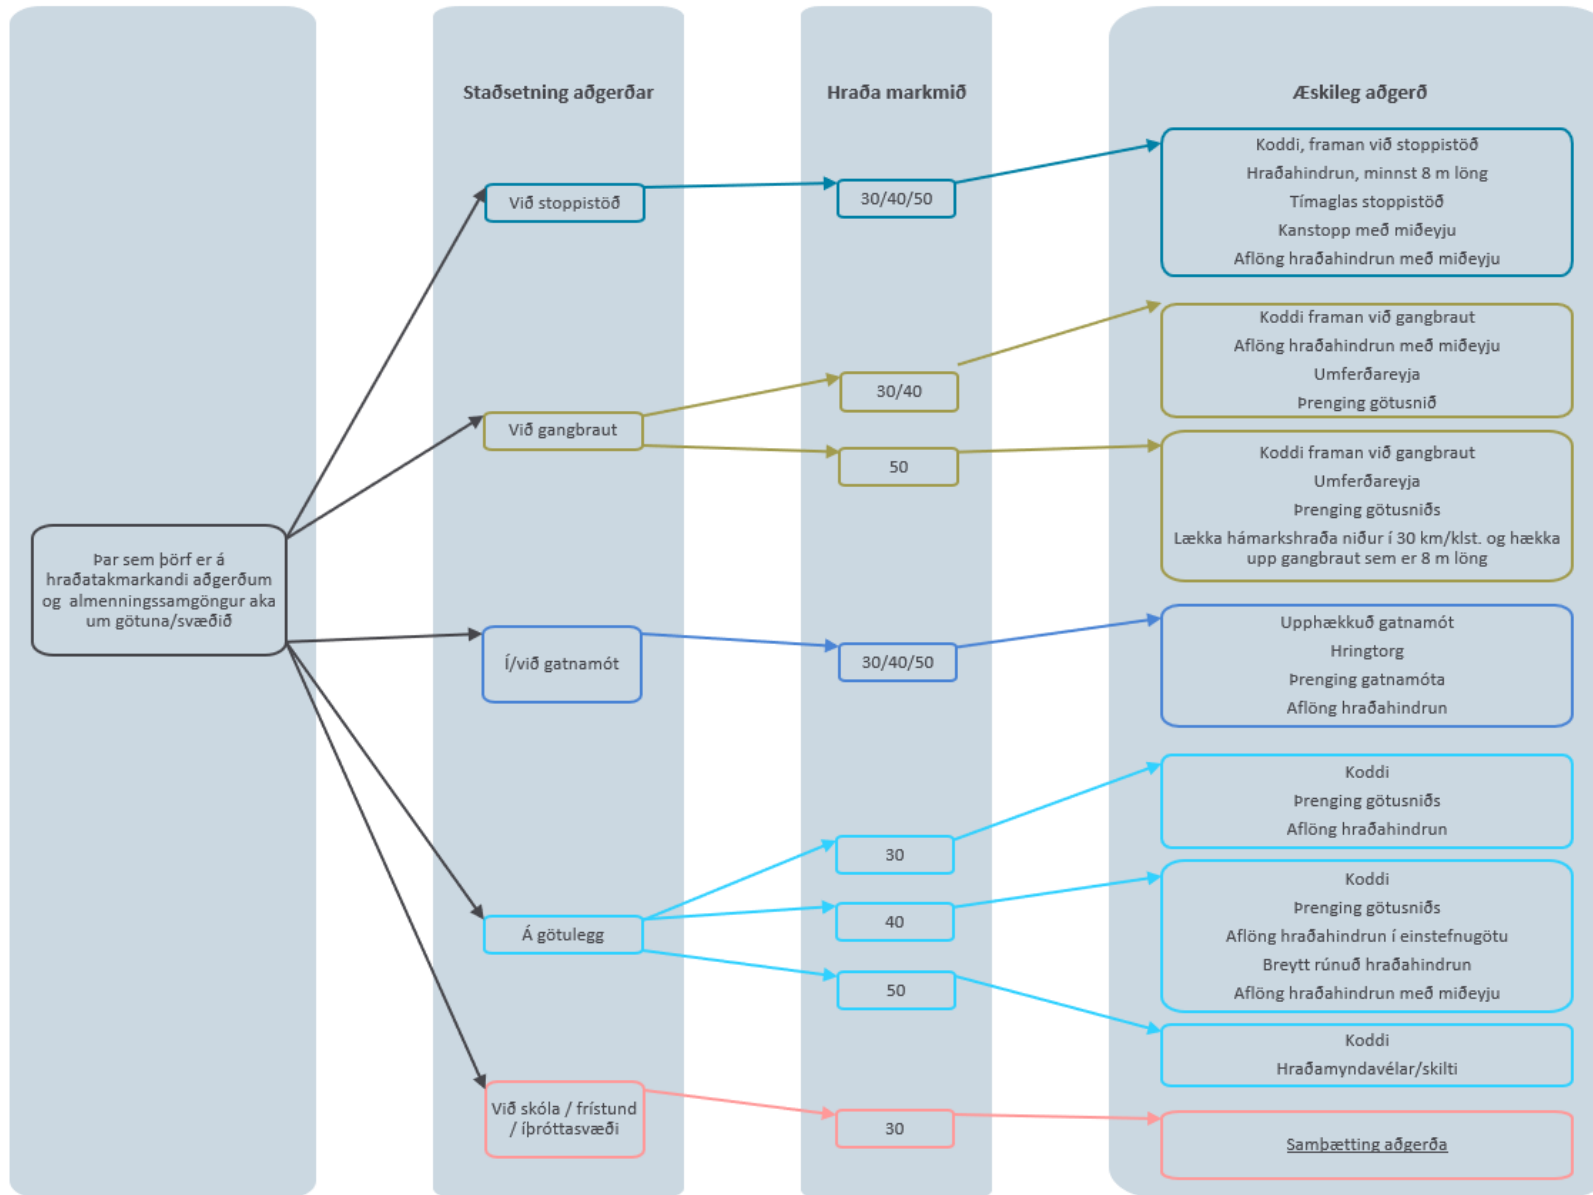 Staðsetning aðgerðar
Hraða markmið
Æskileg aðgerð
Þar sem þörf er á
hraðatakmarkandi aðgerðum
og almenningssamgöngur aka
um götuna/svæðið
Við stoppistöð
30/40/50
Koddi, framan við stoppistöð
Hraðahindrun, minnst 8 m löng
Tímaglas stoppistöð
Kanstopp með miðeyju
Aflöng hraðahindrun með miðeyju
Við gangbraut
30/40
Koddi framan við gangbraut
Aflöng hraðahindrun með miðeyju
Umferðareyja
Þrenging götusnið
50
Koddi framan við gangbraut
Umferðareyja
Þrenging götusniðs
Lækka hámarkshraða niður í 30 km/klst. og hækka
upp gangbraut sem er 8 m löng
Í/við gatnamót
30/40/50
Upphækkuð gatnamót
Hringtorg
Þrenging gatnamóta
Aflöng hraðahindrun
Á götulegg
30
Koddi
Þrenging götusniðs
Aflöng hraðahindrun
40
Koddi
Þrenging götusniðs
Aflöng hraðahindrun í einstefnugötu
Breytt rúnuð hraðahindrun
Aflöng hraðahindrun með miðeyju
50
Koddi
Hraðamyndavélar/skilti
Við skóla / frístund
/ íþróttasvæði
30
Samþætting aðgerða